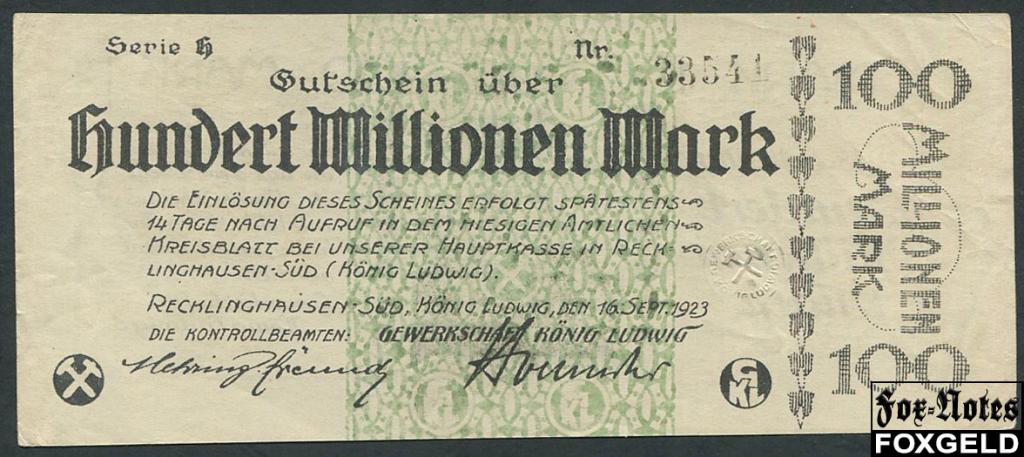 Serie H
Nr. 33541
Gutschein über
Hundert Millionen Mark
DIE EINLÖSUNG DIESES SCHEINES ERFOLGT SPÄTESTENS
14 TAGE NACH AUFRUF IN DEM HIESIGEN AMTLICHEN
KREISBLATT BEI UNSERER HAUPTKASSE IN RECK-
LINGHAUSEN-SÜD (KÖNIG LUDWIG).
RECKLINGHAUSEN-SÜD, KÖNIG LUDWIG, DEN 16. SEPT. 1923
DIE KONTROLLBEAMTEN: GEWERKSCHAFT KÖNIG LUDWIG
GKL
100
MILLIONEN
MARK
100
Fox-Notes
FOXGELD